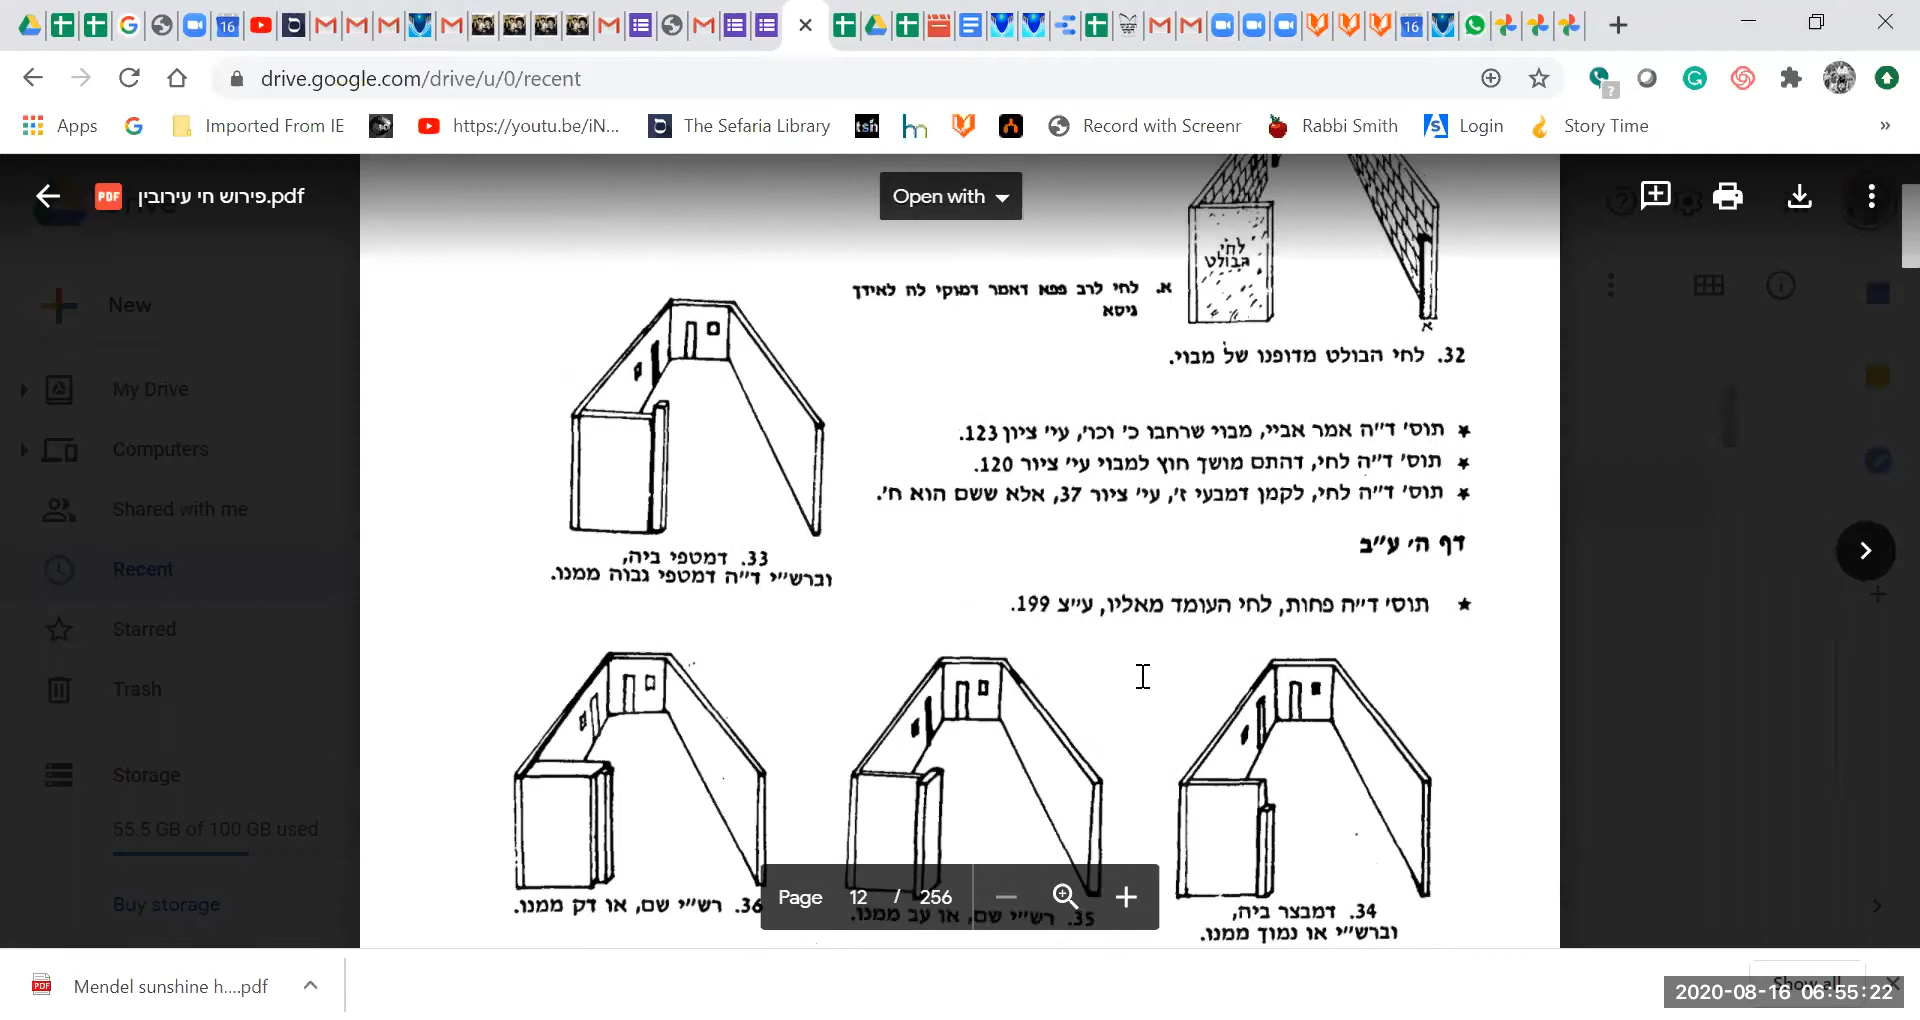 drive.google.com/drive/u/0/recent
Apps
Imported From IE
https://youtu.be/iN...
The Sefaria Library
Record with Screenr
Rabbi Smith
Login
Story Time
»
פירוש חי עירובין.pdf
Open with
New
My Drive
Computers
Shared with me
Recent
Starred
Trash
Storage
55.5 GB of 100 GB used
Buy storage
לחי
הבולט
א
א. לחי לרב פפא דאמר דמוקי לה לאידך
גיסא
32. לחי הבולט מדופנו של מבוי.
★ תוס' ד"ה אמר אביי, מבוי שרחבו כ' וכו', עי' ציון 123.
★ תוס' ד"ה לחי, דהתם מושך חוץ למבוי עי' ציור 120.
★ תוס' ד"ה לחי, לקמן דמבעי ז', עי' ציור 37, אלא ששם הוא ח'.
33. דמטפי ביה,
וברש"י ד"ה דמטפי גבוה ממנו.
דף ה' ע"ב
★ תוס' ד"ה פחות, לחי העומד מאליו, ע"צ 199.
34. דמבצר ביה,
וברש"י או נמוך ממנו.
35. רש"י שם, או עב ממנו.
36. רש"י שם, או דק ממנו.
Page 12 / 256
Mendel sunshine h....pdf
Show all
2020-08-16 06:55:22